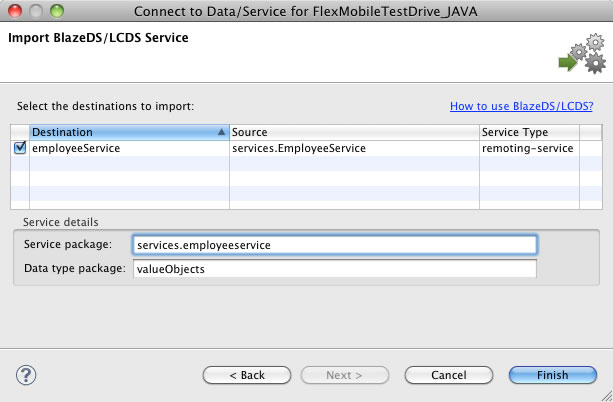 Connect to Data/Service for FlexMobileTestDrive_JAVA
Import BlazeDS/LCDS Service
Select the destinations to import: How to use BlazeDS/LCDS?
Destination Source Service Type
employeeService services.EmployeeService remoting-service
Service details
Service package: services.employeeservice
Data type package: valueObjects
? < Back Next > Cancel Finish